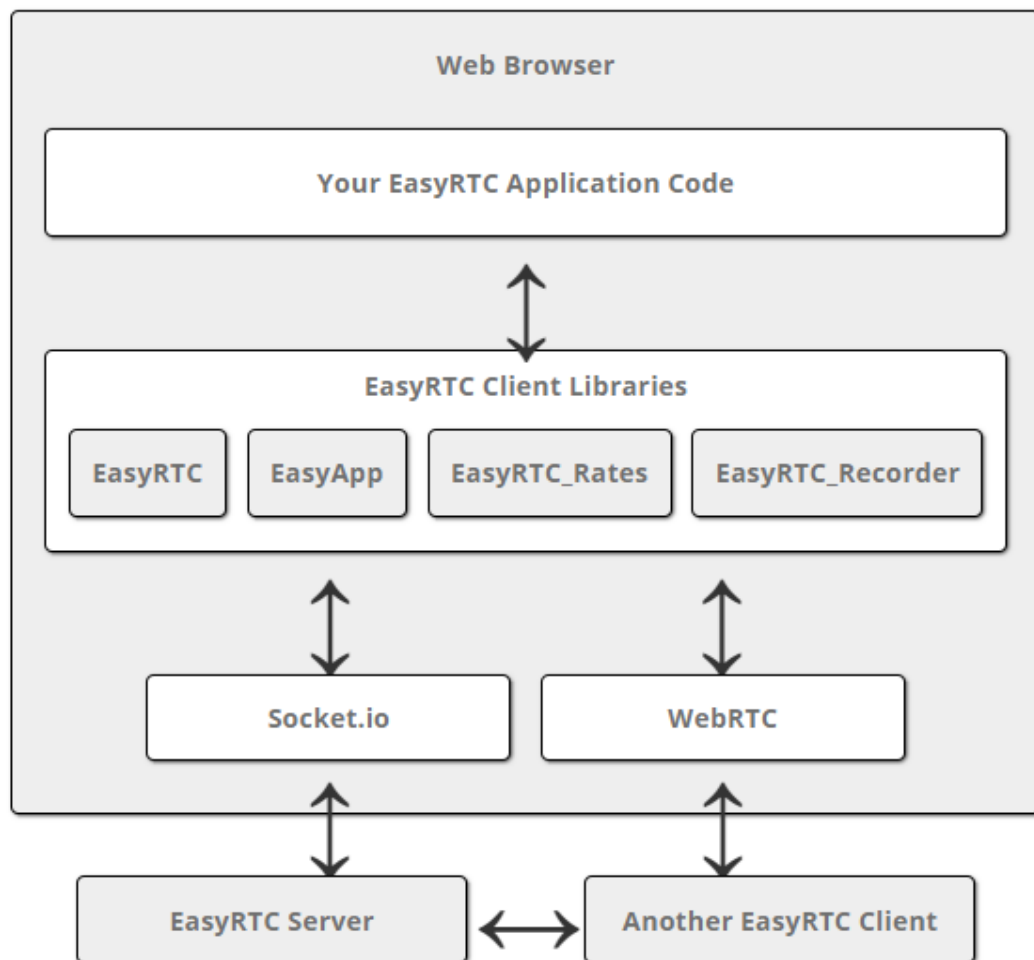 Web Browser
Your EasyRTC Application Code
EasyRTC Client Libraries
EasyRTC
EasyApp
EasyRTC_Rates
EasyRTC_Recorder
Socket.io
WebRTC
EasyRTC Server
Another EasyRTC Client